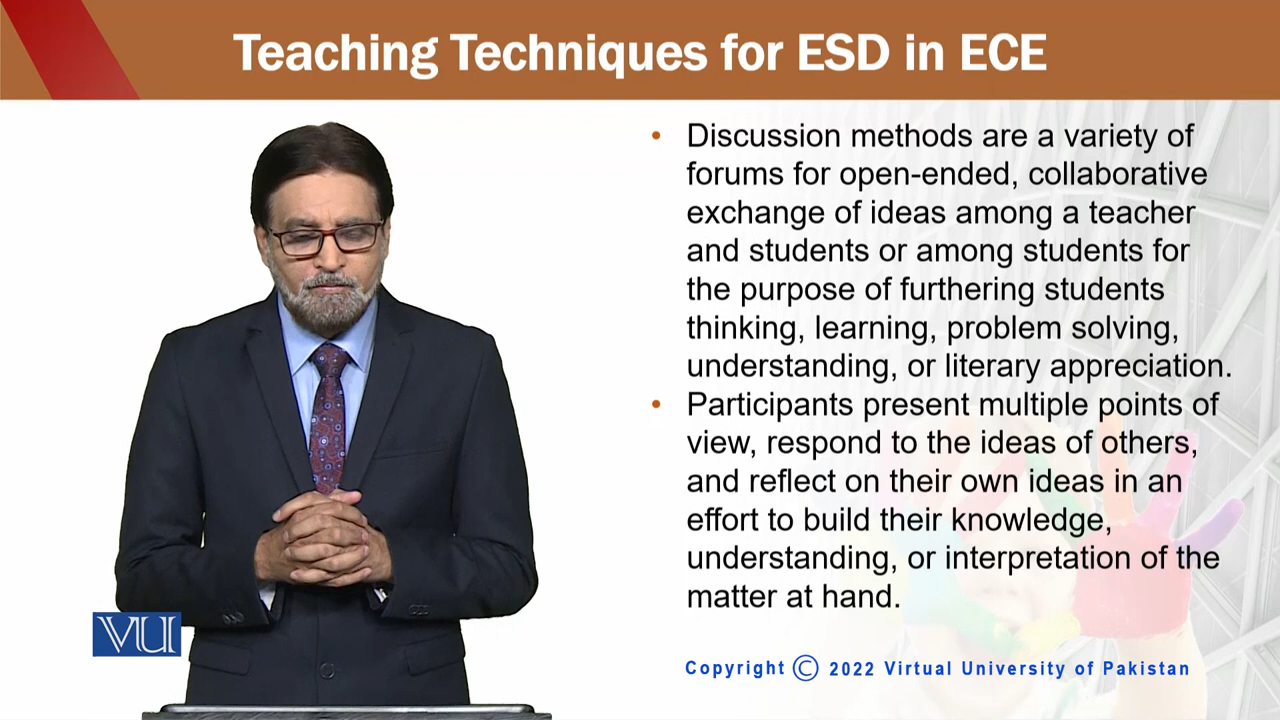 Teaching Techniques for ESD in ECE
• Discussion methods are a variety of
forums for open-ended, collaborative
exchange of ideas among a teacher
and students or among students for
the purpose of furthering students
thinking, learning, problem solving,
understanding, or literary appreciation.
• Participants present multiple points of
view, respond to the ideas of others,
and reflect on their own ideas in an
effort to build their knowledge,
understanding, or interpretation of the
matter at hand.
VU
Copyright © 2022 Virtual University of Pakistan